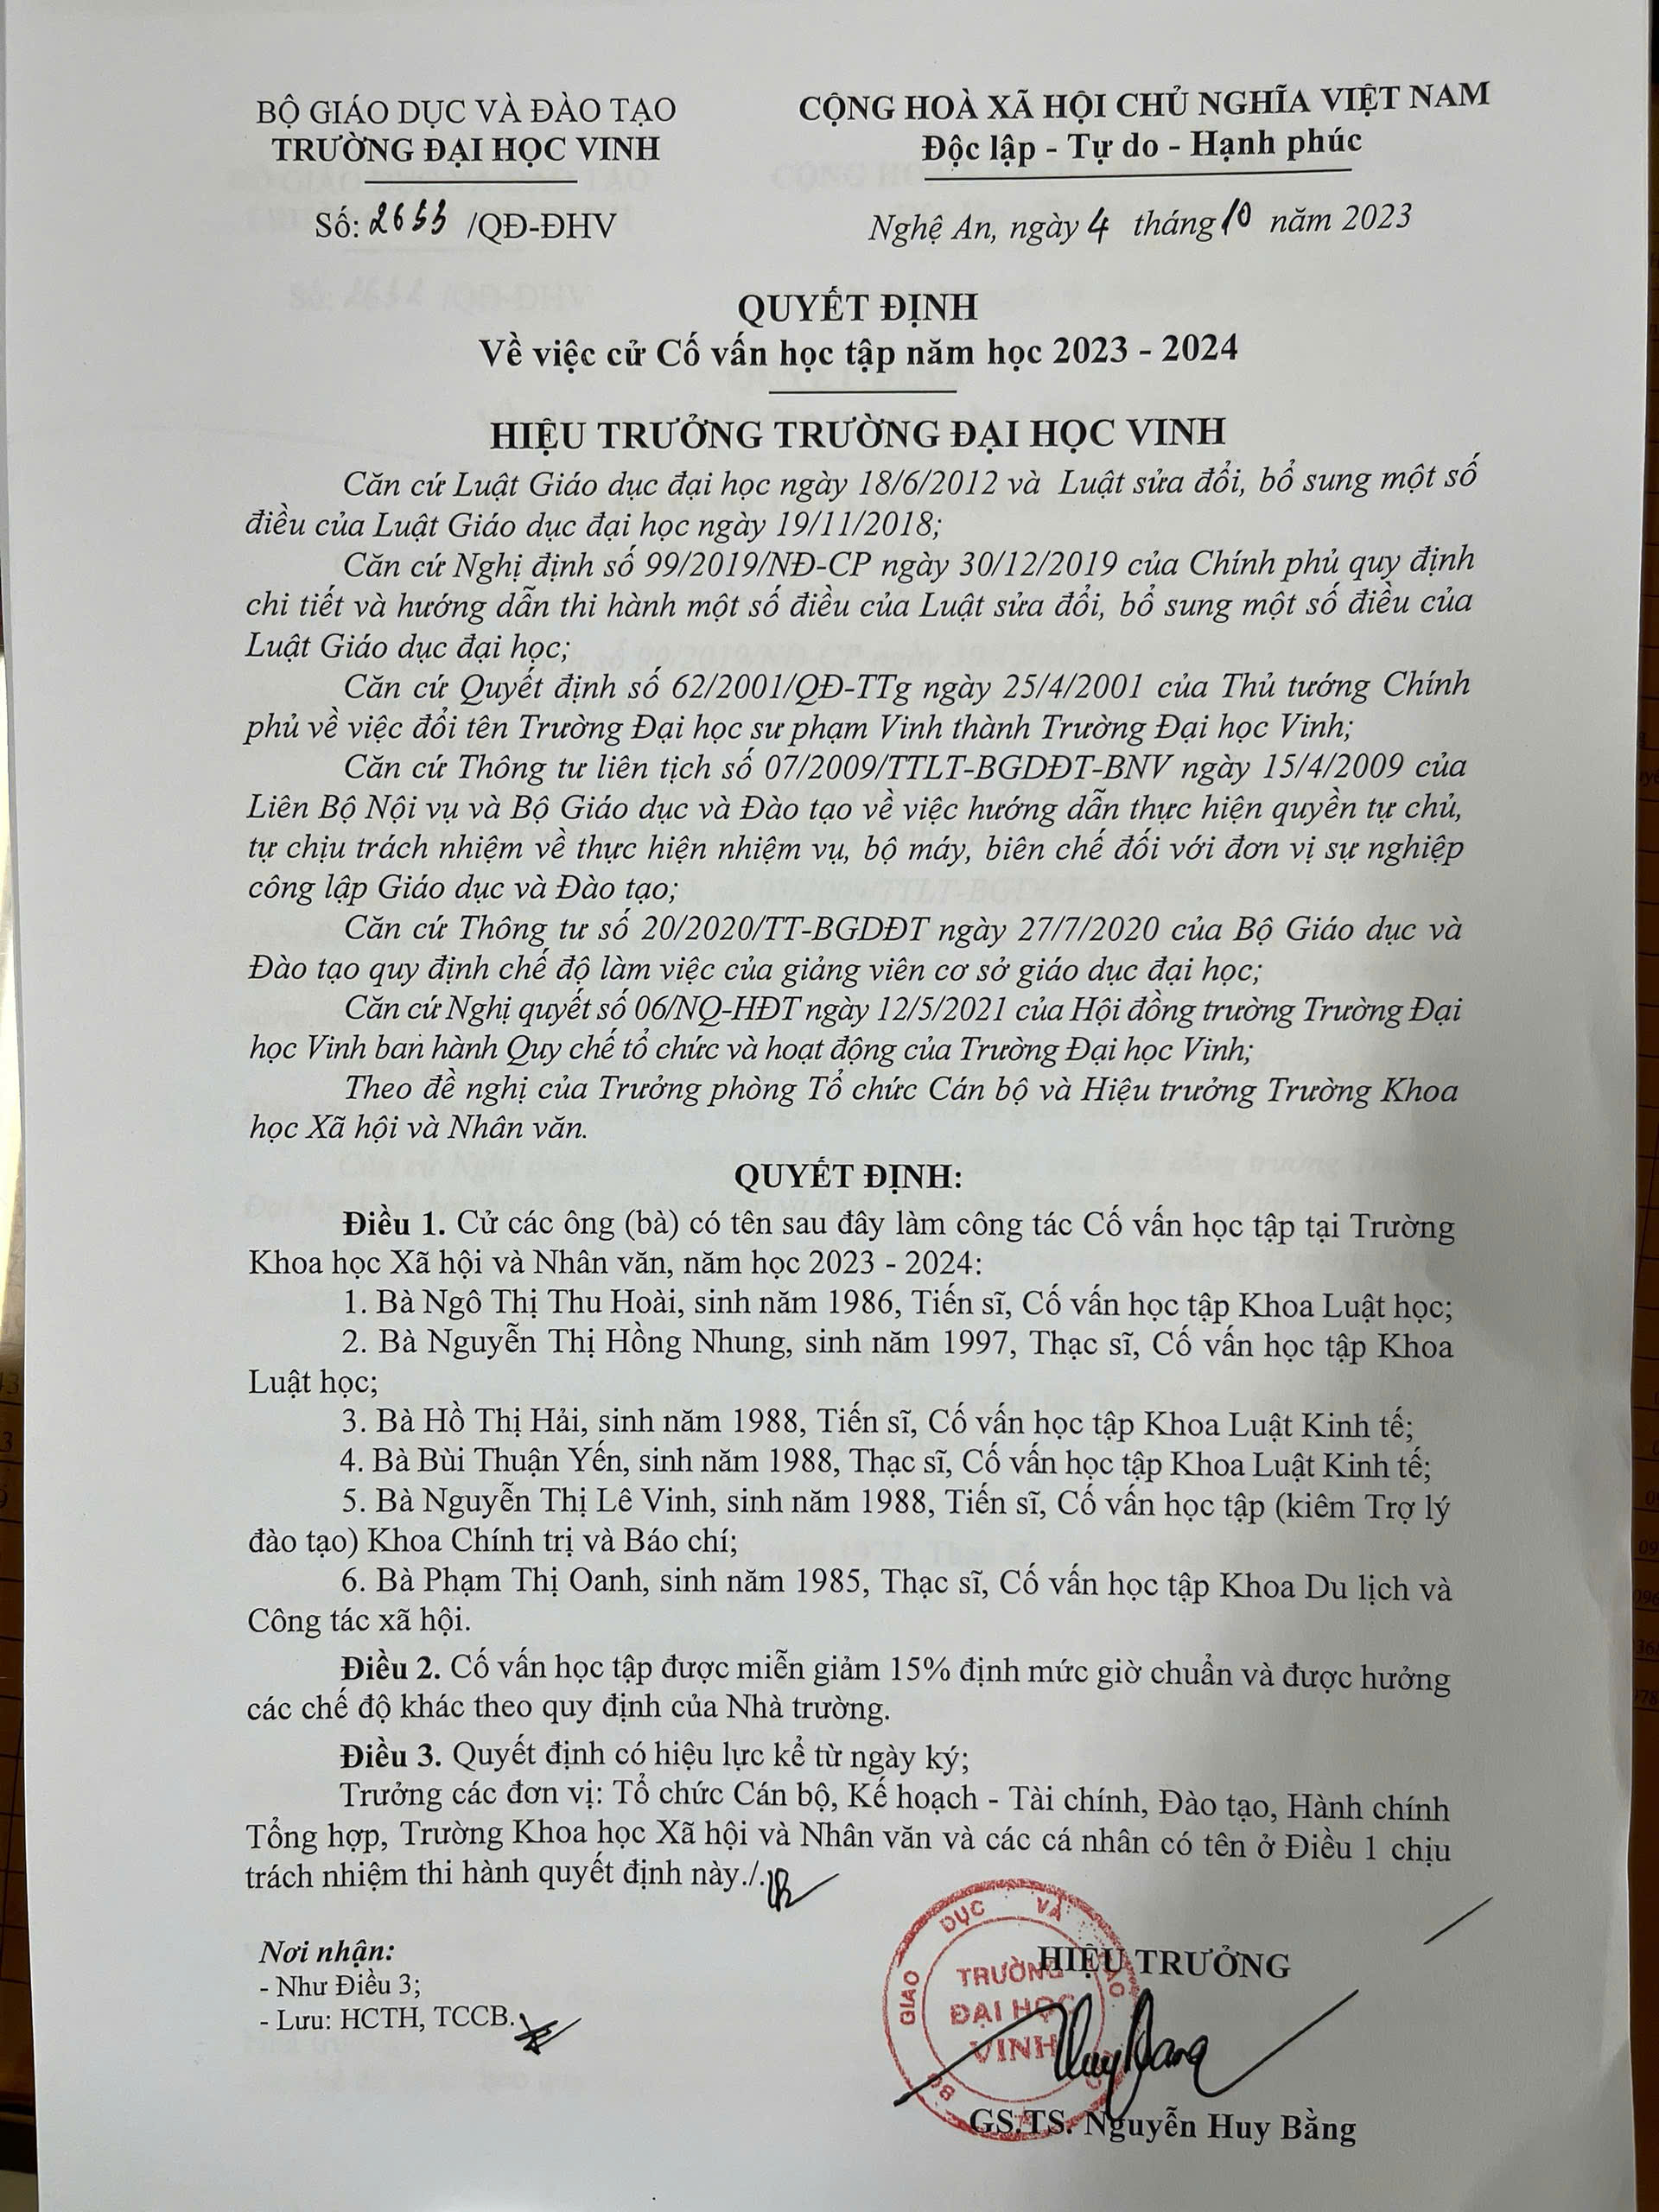 BỘ GIÁO DỤC VÀ ĐÀO TẠO
TRƯỜNG ĐẠI HỌC VINH
Số: 2653 /QĐ-ĐHV
CỘNG HOÀ XÃ HỘI CHỦ NGHĨA VIỆT NAM
Độc lập - Tự do - Hạnh phúc
Nghệ An, ngày 4 tháng 10 năm 2023
QUYẾT ĐỊNH
Về việc cử Cố vấn học tập năm học 2023 - 2024
HIỆU TRƯỞNG TRƯỜNG ĐẠI HỌC VINH
Căn cứ Luật Giáo dục đại học ngày 18/6/2012 và Luật sửa đổi, bổ sung một số
điều của Luật Giáo dục đại học ngày 19/11/2018;
Căn cứ Nghị định số 99/2019/NĐ-CP ngày 30/12/2019 của Chính phủ quy định
chi tiết và hướng dẫn thi hành một số điều của Luật sửa đổi, bổ sung một số điều của
Luật Giáo dục đại học;
Căn cứ Quyết định số 62/2001/QĐ-TTg ngày 25/4/2001 của Thủ tướng Chính
phủ về việc đổi tên Trường Đại học sư phạm Vinh thành Trường Đại học Vinh;
Căn cứ Thông tư liên tịch số 07/2009/TTLT-BGDĐT-BNV ngày 15/4/2009 của
Liên Bộ Nội vụ và Bộ Giáo dục và Đào tạo về việc hướng dẫn thực hiện quyền tự chủ,
tự chịu trách nhiệm về thực hiện nhiệm vụ, bộ máy, biên chế đối với đơn vị sự nghiệp
công lập Giáo dục và Đào tạo;
Căn cứ Thông tư số 20/2020/TT-BGDĐT ngày 27/7/2020 của Bộ Giáo dục và
Đào tạo quy định chế độ làm việc của giảng viên cơ sở giáo dục đại học;
Căn cứ Nghị quyết số 06/NQ-HĐT ngày 12/5/2021 của Hội đồng trường Trường Đại
học Vinh ban hành Quy chế tổ chức và hoạt động của Trường Đại học Vinh;
Theo đề nghị của Trưởng phòng Tổ chức Cán bộ và Hiệu trưởng Trường Khoa
học Xã hội và Nhân văn.
QUYẾT ĐỊNH:
Điều 1. Cử các ông (bà) có tên sau đây làm công tác Cố vấn học tập tại Trường
Khoa học Xã hội và Nhân văn, năm học 2023 - 2024:
1. Bà Ngô Thị Thu Hoài, sinh năm 1986, Tiến sĩ, Cố vấn học tập Khoa Luật học;
2. Bà Nguyễn Thị Hồng Nhung, sinh năm 1997, Thạc sĩ, Cố vấn học tập Khoa
Luật học;
3. Bà Hồ Thị Hải, sinh năm 1988, Tiến sĩ, Cố vấn học tập Khoa Luật Kinh tế;
4. Bà Bùi Thuận Yến, sinh năm 1988, Thạc sĩ, Cố vấn học tập Khoa Luật Kinh tế;
5. Bà Nguyễn Thị Lê Vinh, sinh năm 1988, Tiến sĩ, Cố vấn học tập (kiêm Trợ lý
đào tạo) Khoa Chính trị và Báo chí;
6. Bà Phạm Thị Oanh, sinh năm 1985, Thạc sĩ, Cố vấn học tập Khoa Du lịch và
Công tác xã hội.
Điều 2. Cố vấn học tập được miễn giảm 15% định mức giờ chuẩn và được hưởng
các chế độ khác theo quy định của Nhà trường.
Điều 3. Quyết định có hiệu lực kể từ ngày ký;
Trưởng các đơn vị: Tổ chức Cán bộ, Kế hoạch - Tài chính, Đào tạo, Hành chính
Tổng hợp, Trường Khoa học Xã hội và Nhân văn và các cá nhân có tên ở Điều 1 chịu
trách nhiệm thi hành quyết định này./.
Nơi nhận:
- Như Điều 3;
- Lưu: HCTH, TCCB.
HIỆU TRƯỞNG
BỘ GIÁO DỤC VÀ ĐÀO
TRƯỜNG
ĐẠI HỌC
VINH
GS.TS. Nguyễn Huy Bằng